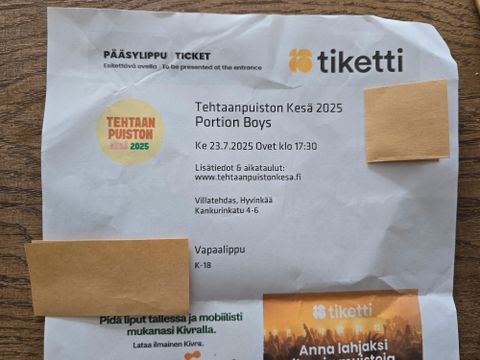 PÄÄSYLIPPU | TICKET
Esitettävä ovella | To be presented at the entrance
tiketti
TEHTAAN
PUISTON
KESÄ 2025
Tehtaanpuiston Kesä 2025
Portion Boys
Ke 23.7.2025 Ovet klo 17:30
Lisätiedot & aikataulut:
www.tehtaanpuistonkesa.fi
Villatehdas, Hyvinkää
Kankurinkatu 4-6
Vapaalippu
K-18
Pidä liput tallessa ja mobiilisti
mukanasi Kivralla.
Lataa ilmainen Kivra.
tiketti
Anna lahjaksi